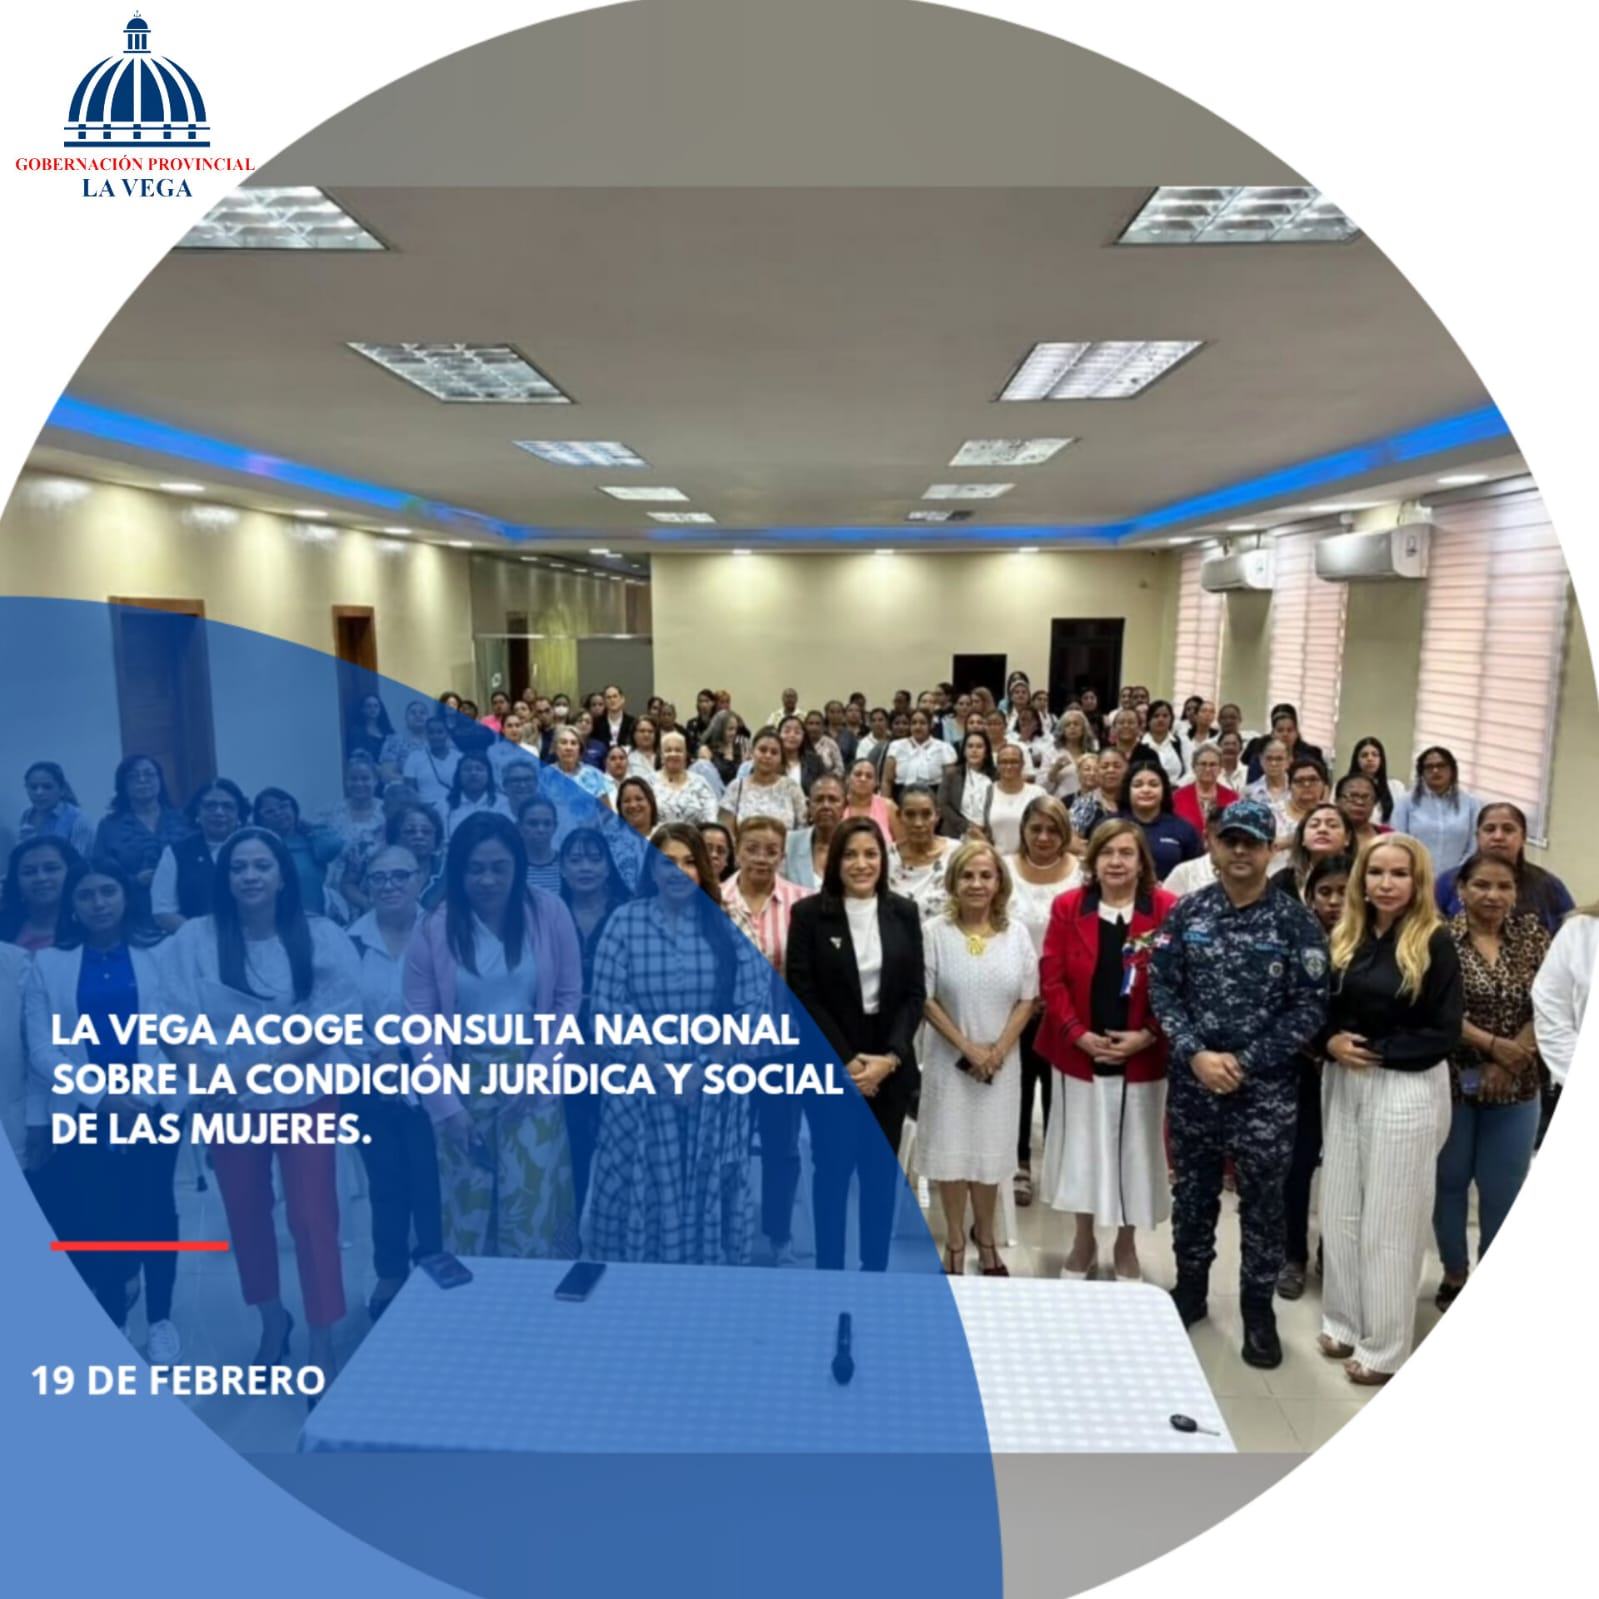 GOBERNACIÓN PROVINCIAL
LA VEGA
LA VEGA ACOGE CONSULTA NACIONAL
SOBRE LA CONDICIÓN JURÍDICA Y SOCIAL
DE LAS MUJERES.
19 DE FEBRERO